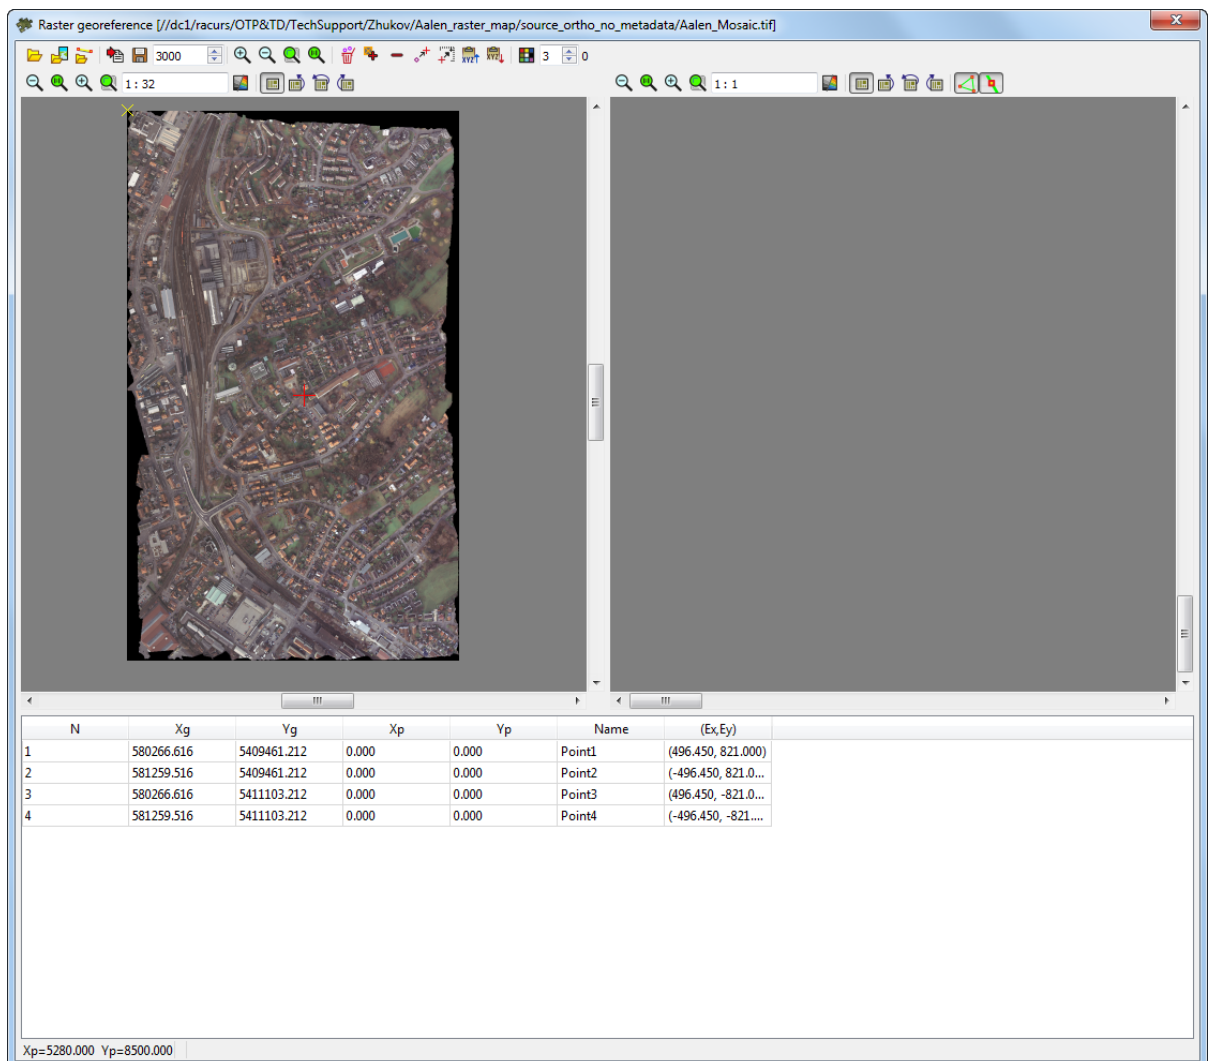 Raster georeference [//dc1/racurs/OTP&TD/TechSupport/Zhukov/Aalen_raster_map/source_ortho_no_metadata/Aalen_Mosaic.tif]
3000 XYZ XYZ 3 0
1 : 32 1 : 1
N Xg Yg Xp Yp Name (Ex,Ey)
1 580266.616 5409461.212 0.000 0.000 Point1 (496.450, 821.000)
2 581259.516 5409461.212 0.000 0.000 Point2 (-496.450, 821.0...
3 580266.616 5411103.212 0.000 0.000 Point3 (496.450, -821.0...
4 581259.516 5411103.212 0.000 0.000 Point4 (-496.450, -821....
Xp=5280.000 Yp=8500.000